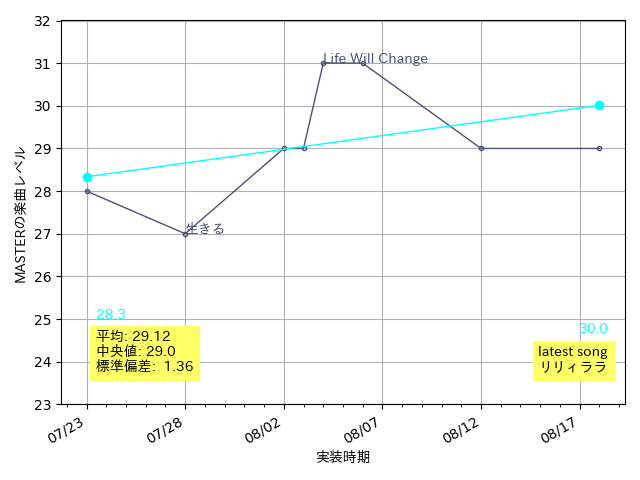 32
31
30
29
28
27
26
25
24
23
MASTERの楽曲レベル
Life Will Change
生きる
28.3
平均: 29.12
中央値: 29.0
標準偏差: 1.36
30.0
latest song
リリィララ
07/23
07/28
08/02
08/07
08/12
08/17
実装時期